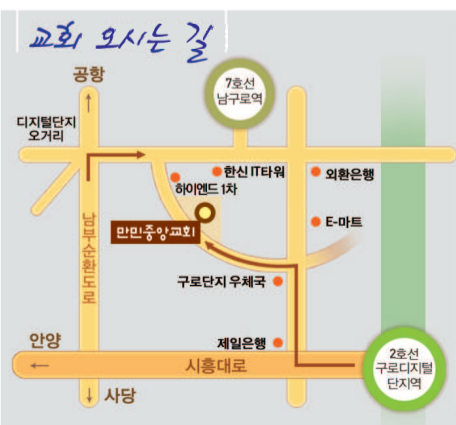 교회 오시는 길
공항
7호선
남구로역
디지털단지
오거리
한신 IT타워
외환은행
하이엔드 1차
E-마트
만민중앙교회
남부순환도로
구로단지 우체국
제일은행
안양
시흥대로
2호선
구로디지털
단지역
사당